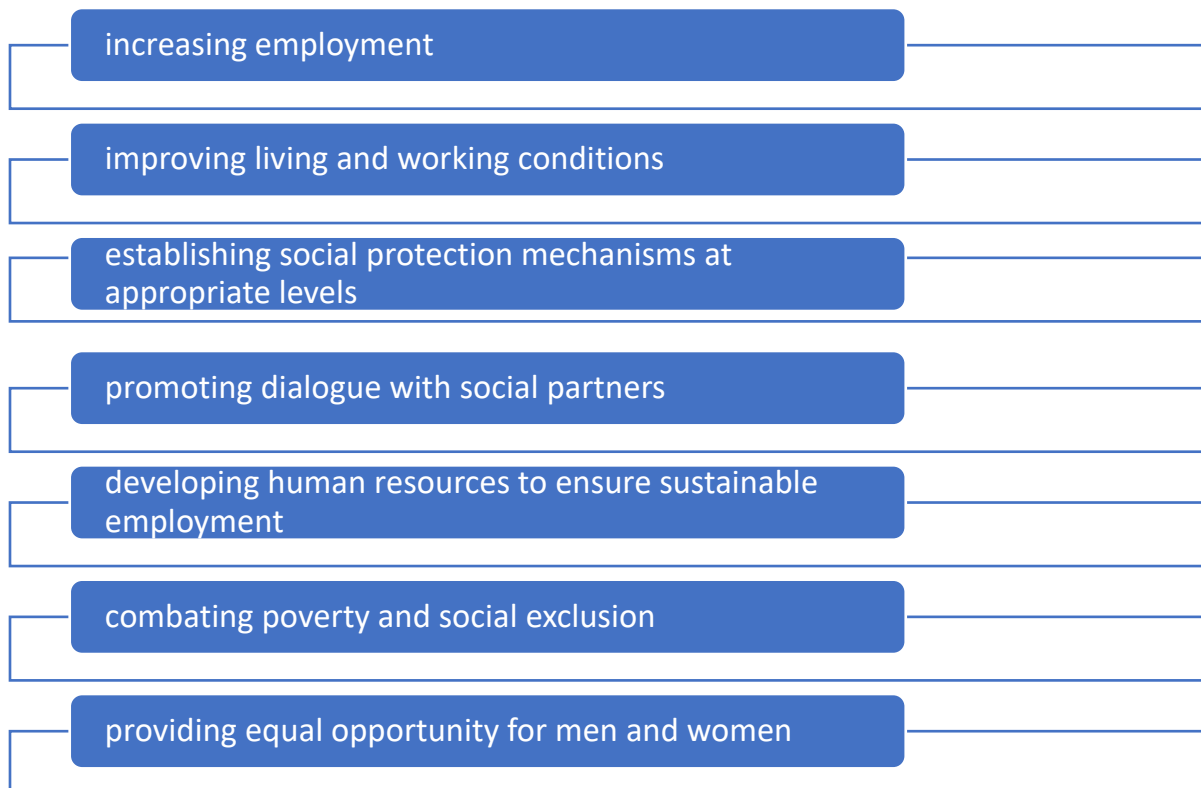 increasing employment
improving living and working conditions
establishing social protection mechanisms at
appropriate levels
promoting dialogue with social partners
developing human resources to ensure sustainable
employment
combating poverty and social exclusion
providing equal opportunity for men and women